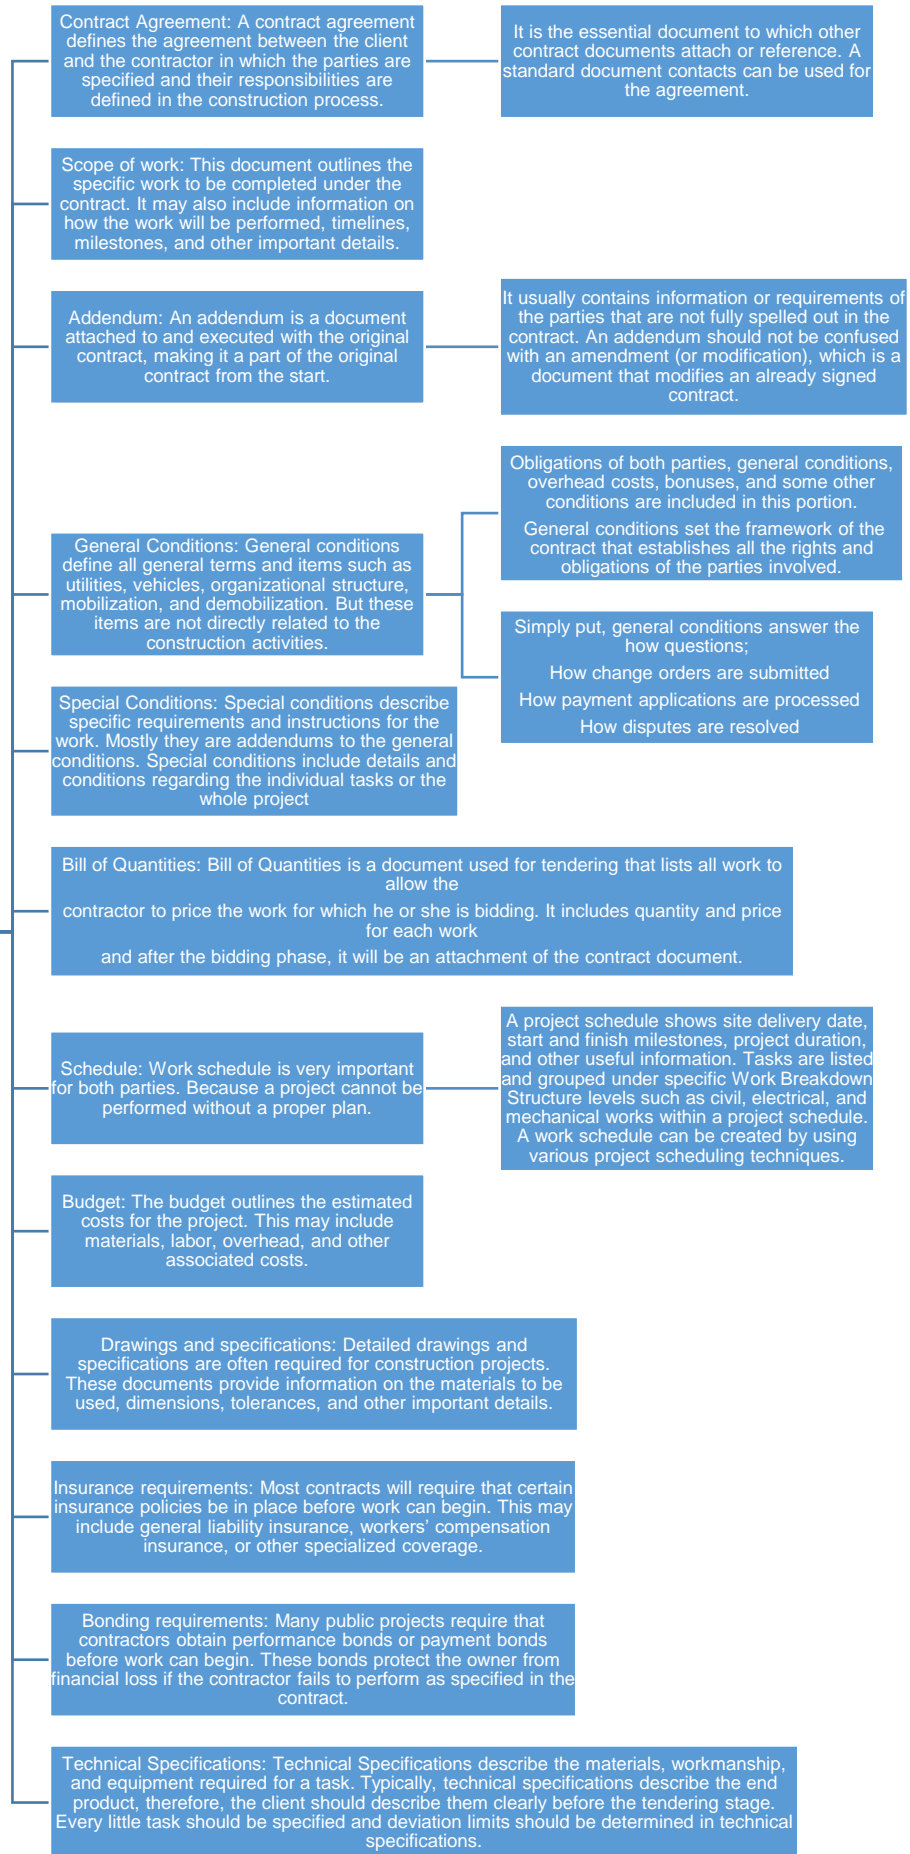 Contract Agreement: A contract agreement
defines the agreement between the client
and the contractor in which the parties are
specified and their responsibilities are
defined in the construction process.
It is the essential document to which other
contract documents attach or reference. A
standard document contacts can be used for
the agreement.
Scope of work: This document outlines the
specific work to be completed under the
contract. It may also include information on
how the work will be performed, timelines,
milestones, and other important details.
Addendum: An addendum is a document
attached to and executed with the original
contract, making it a part of the original
contract from the start.
It usually contains information or requirements of
the parties that are not fully spelled out in the
contract. An addendum should not be confused
with an amendment (or modification), which is a
document that modifies an already signed
contract.
General Conditions: General conditions
define all general terms and items such as
utilities, vehicles, organizational structure,
mobilization, and demobilization. But these
items are not directly related to the
construction activities.
Obligations of both parties, general conditions,
overhead costs, bonuses, and some other
conditions are included in this portion.
General conditions set the framework of the
contract that establishes all the rights and
obligations of the parties involved.
Simply put, general conditions answer the
how questions;
How change orders are submitted
How payment applications are processed
How disputes are resolved
Special Conditions: Special conditions describe
specific requirements and instructions for the
work. Mostly they are addendums to the general
conditions. Special conditions include details and
conditions regarding the individual tasks or the
whole project
Bill of Quantities: Bill of Quantities is a document used for tendering that lists all work to
allow the
contractor to price the work for which he or she is bidding. It includes quantity and price
for each work
and after the bidding phase, it will be an attachment of the contract document.
Schedule: Work schedule is very important
for both parties. Because a project cannot be
performed without a proper plan.
A project schedule shows site delivery date,
start and finish milestones, project duration,
and other useful information. Tasks are listed
and grouped under specific Work Breakdown
Structure levels such as civil, electrical, and
mechanical works within a project schedule.
A work schedule can be created by using
various project scheduling techniques.
Budget: The budget outlines the estimated
costs for the project. This may include
materials, labor, overhead, and other
associated costs.
Drawings and specifications: Detailed drawings and
specifications are often required for construction projects.
These documents provide information on the materials to be
used, dimensions, tolerances, and other important details.
Insurance requirements: Most contracts will require that certain
insurance policies be in place before work can begin. This may
include general liability insurance, workers’ compensation
insurance, or other specialized coverage.
Bonding requirements: Many public projects require that
contractors obtain performance bonds or payment bonds
before work can begin. These bonds protect the owner from
financial loss if the contractor fails to perform as specified in the
contract.
Technical Specifications: Technical Specifications describe the materials, workmanship,
and equipment required for a task. Typically, technical specifications describe the end
product, therefore, the client should describe them clearly before the tendering stage.
Every little task should be specified and deviation limits should be determined in technical
specifications.